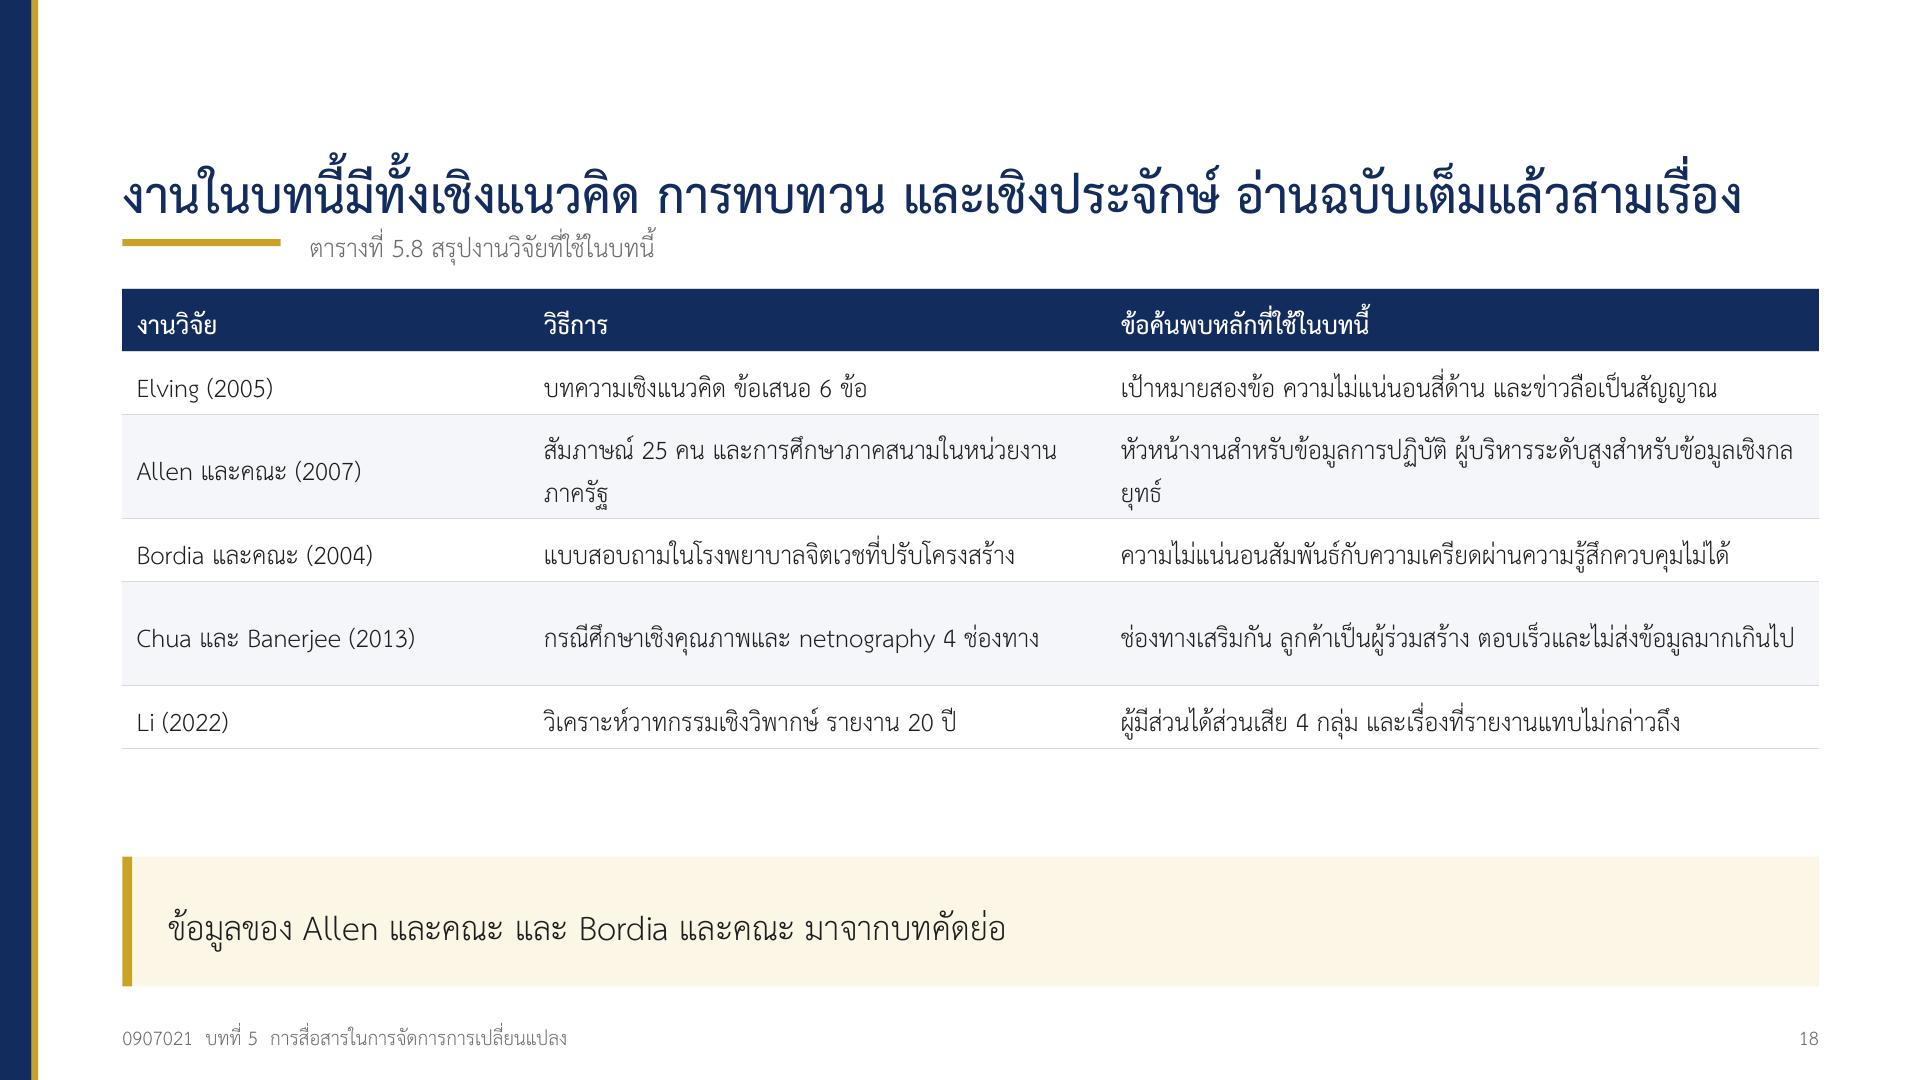 งานในบทนี้มีทั้งเชิงแนวคิด การทบทวน และเชิงประจักษ์ อ่านฉบับเต็มแล้วสามเรื่อง
ตารางที่ 5.8 สรุปงานวิจัยที่ใช้ในบทนี้
งานวิจัย วิธีการ ข้อค้นพบหลักที่ใช้ในบทนี้
Elving (2005) บทความเชิงแนวคิด ข้อเสนอ 6 ข้อ เป้าหมายสองข้อ ความไม่แน่นอนสี่ด้าน และข่าวลือเป็นสัญญาณ
Allen และคณะ (2007) สัมภาษณ์ 25 คน และการศึกษาภาคสนามในหน่วยงาน
ภาครัฐ
หัวหน้างานสำหรับข้อมูลการปฏิบัติ ผู้บริหารระดับสูงสำหรับข้อมูลเชิงกล
ยุทธ์
Bordia และคณะ (2004) แบบสอบถามในโรงพยาบาลจิตเวชที่ปรับโครงสร้าง ความไม่แน่นอนสัมพันธ์กับความเครียดผ่านความรู้สึกควบคุมไม่ได้
Chua และ Banerjee (2013) กรณีศึกษาเชิงคุณภาพและ netnography 4 ช่องทาง ช่องทางเสริมกัน ลูกค้าเป็นผู้ร่วมสร้าง ตอบเร็วและไม่ส่งข้อมูลมากเกินไป
Li (2022) วิเคราะห์วาทกรรมเชิงวิพากษ์ รายงาน 20 ปี ผู้มีส่วนได้ส่วนเสีย 4 กลุ่ม และเรื่องที่รายงานแทบไม่กล่าวถึง
ข้อมูลของ Allen และคณะ และ Bordia และคณะ มาจากบทคัดย่อ
0907021 บทที่ 5 การสื่อสารในการจัดการการเปลี่ยนแปลง 18